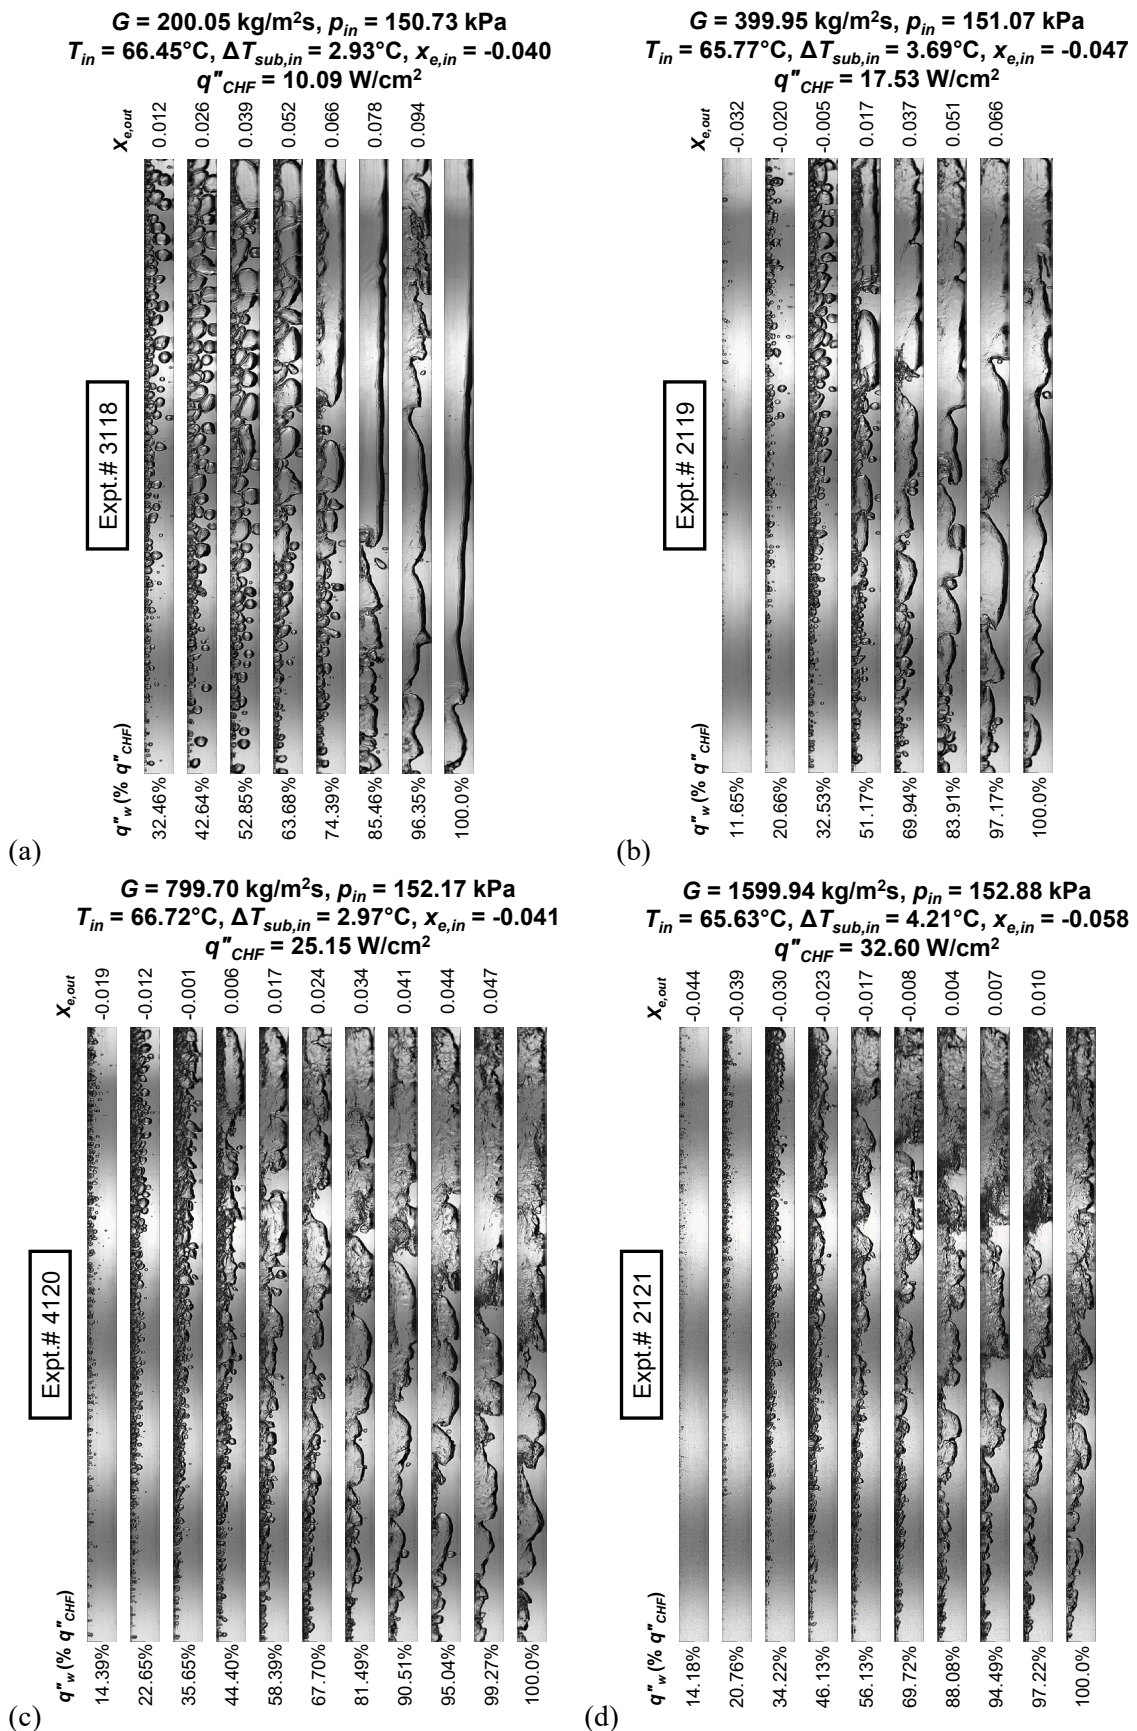 G = 200.05 kg/m²s, p_in = 150.73 kPa
T_in = 66.45°C, ΔT_sub,in = 2.93°C, x_e,in = -0.040
q″_CHF = 10.09 W/cm²
x_e,out
0.012
0.026
0.039
0.052
0.066
0.078
0.094
Expt.# 3118
q″_w (% q″_CHF)
32.46%
42.64%
52.85%
63.68%
74.39%
85.46%
96.35%
100.0%
(a)
G = 399.95 kg/m²s, p_in = 151.07 kPa
T_in = 65.77°C, ΔT_sub,in = 3.69°C, x_e,in = -0.047
q″_CHF = 17.53 W/cm²
x_e,out
-0.032
-0.020
-0.005
0.017
0.037
0.051
0.066
Expt.# 2119
q″_w (% q″_CHF)
11.65%
20.66%
32.53%
51.17%
69.94%
83.91%
97.17%
100.0%
(b)
G = 799.70 kg/m²s, p_in = 152.17 kPa
T_in = 66.72°C, ΔT_sub,in = 2.97°C, x_e,in = -0.041
q″_CHF = 25.15 W/cm²
x_e,out
-0.019
-0.012
-0.001
0.006
0.017
0.024
0.034
0.041
0.044
0.047
Expt.# 4120
q″_w (% q″_CHF)
14.39%
22.65%
35.65%
44.40%
58.39%
67.70%
81.49%
90.51%
95.04%
99.27%
100.0%
(c)
G = 1599.94 kg/m²s, p_in = 152.88 kPa
T_in = 65.63°C, ΔT_sub,in = 4.21°C, x_e,in = -0.058
q″_CHF = 32.60 W/cm²
x_e,out
-0.044
-0.039
-0.030
-0.023
-0.017
-0.008
0.004
0.007
0.010
Expt.# 2121
q″_w (% q″_CHF)
14.18%
20.76%
34.22%
46.13%
56.13%
69.72%
88.08%
94.49%
97.22%
100.0%
(d)